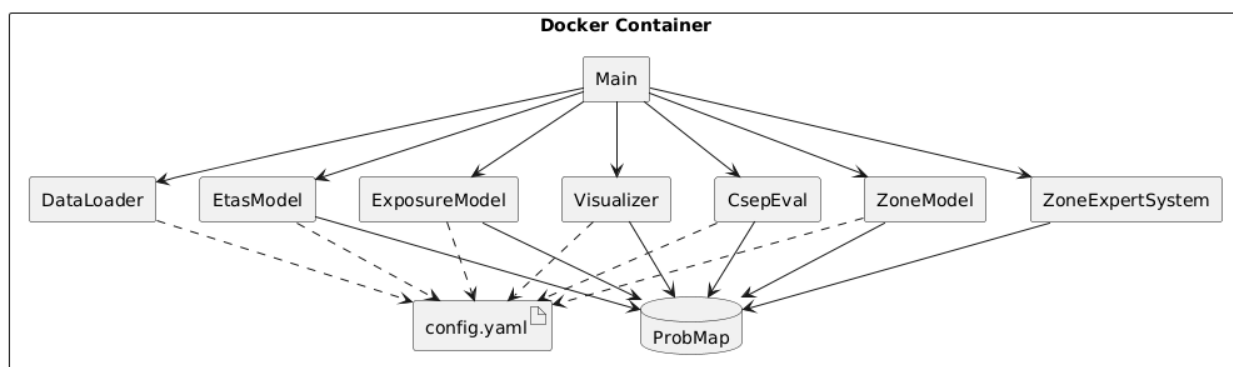 Docker Container
Main
DataLoader
EtasModel
ExposureModel
Visualizer
CsepEval
ZoneModel
ZoneExpertSystem
config.yaml
ProbMap